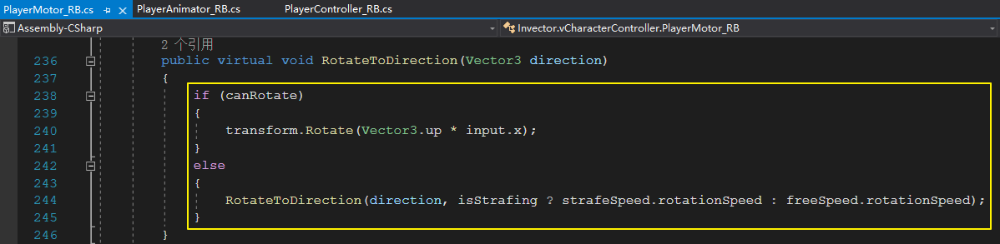 PlayerMotor_RB.cs PlayerAnimator_RB.cs PlayerController_RB.cs
Assembly-CSharp Invector.vCharacterController.PlayerMotor_RB
2 个引用
236 public virtual void RotateToDirection(Vector3 direction)
237 {
238 if (canRotate)
239 {
240 transform.Rotate(Vector3.up * input.x);
241 }
242 else
243 {
244 RotateToDirection(direction, isStrafing ? strafeSpeed.rotationSpeed : freeSpeed.rotationSpeed);
245 }
246 }